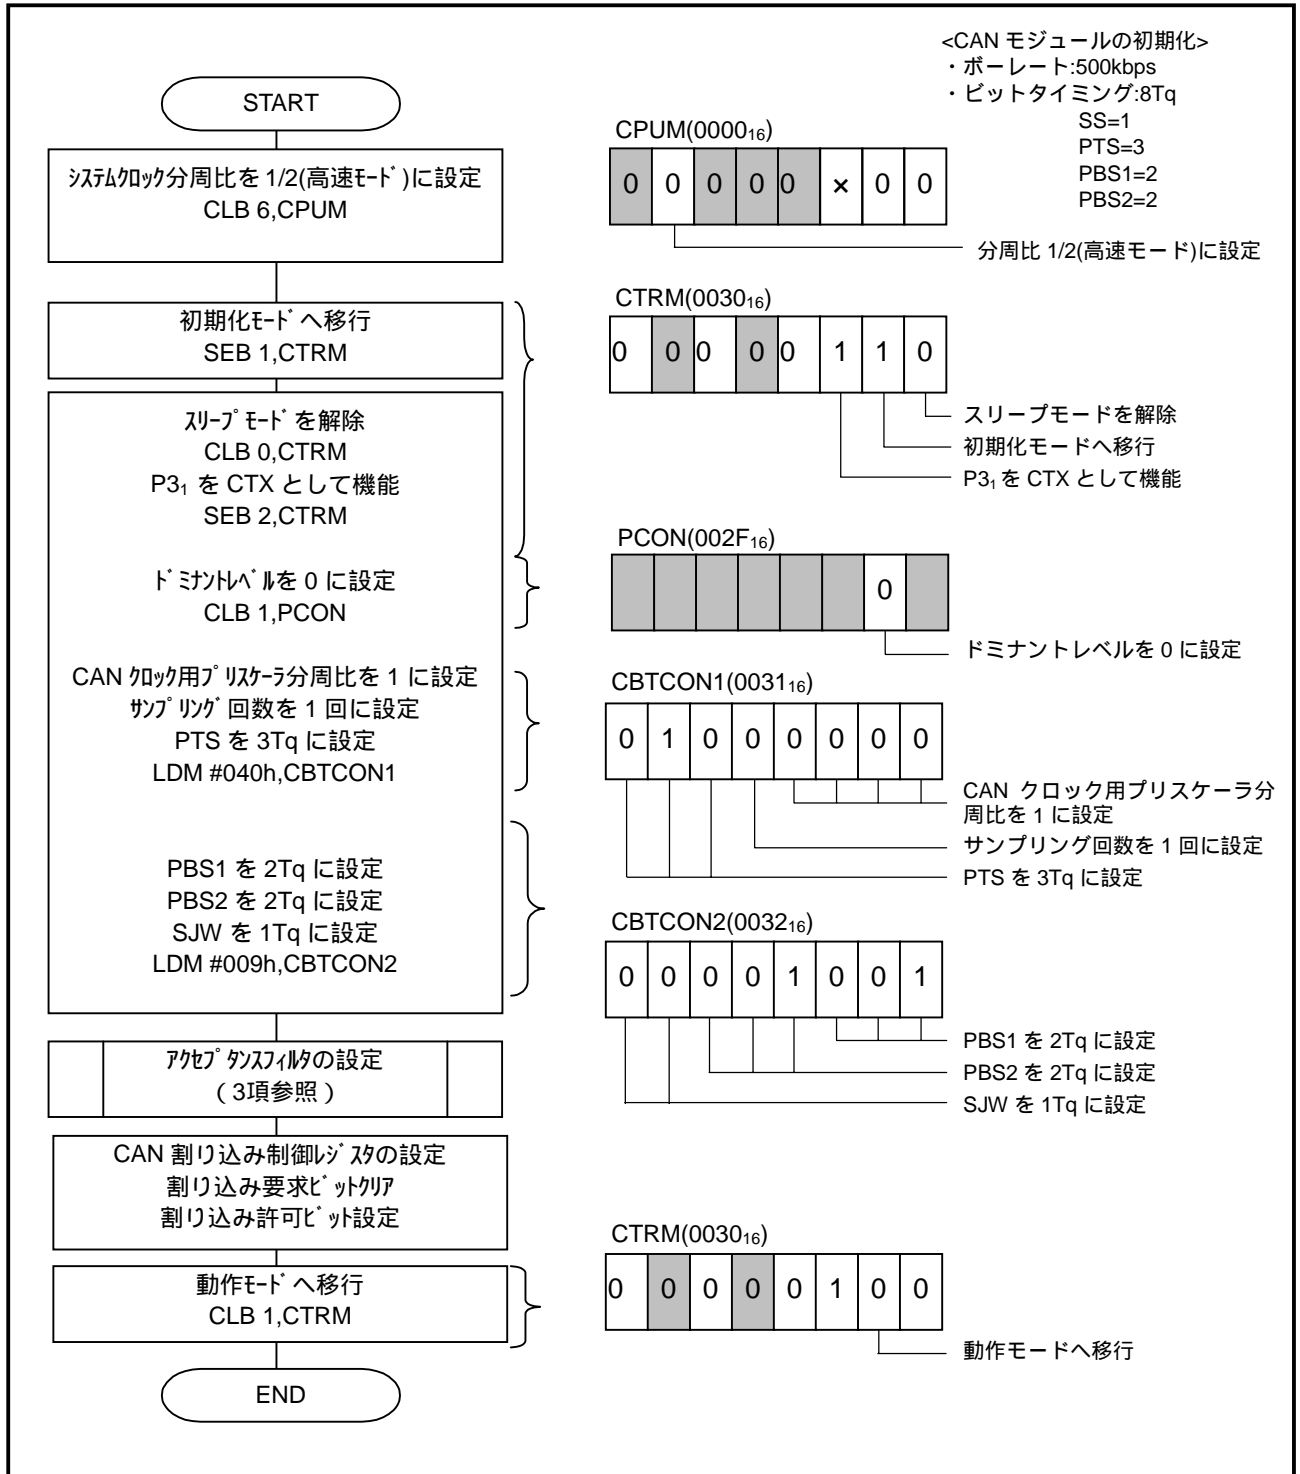 <CAN モジュールの初期化>
・ボーレート:500kbps
・ビットタイミング:8Tq
SS=1
PTS=3
PBS1=2
PBS2=2
START
ｼｽﾃﾑｸﾛｯｸ分周比を 1/2(高速ﾓｰﾄﾞ)に設定
CLB 6,CPUM
CPUM(0000₁₆)
0 0 0 0 0 × 0 0
分周比 1/2(高速モード)に設定
初期化ﾓｰﾄﾞへ移行
SEB 1,CTRM
CTRM(0030₁₆)
0 0 0 0 0 1 1 0
スリープモードを解除
初期化モードへ移行
P3₁を CTX として機能
ｽﾘｰﾌﾟﾓｰﾄﾞを解除
CLB 0,CTRM
P3₁ を CTX として機能
SEB 2,CTRM
ﾄﾞﾐﾅﾝﾄﾚﾍﾞﾙを 0 に設定
CLB 1,PCON
PCON(002F₁₆)
0
ドミナントレベルを 0 に設定
CAN ｸﾛｯｸ用ﾌﾟﾘｽｹｰﾗ分周比を 1 に設定
ｻﾝﾌﾟﾘﾝｸﾞ回数を 1 回に設定
PTS を 3Tq に設定
LDM #040h,CBTCON1
CBTCON1(0031₁₆)
0 1 0 0 0 0 0 0
CAN クロック用プリスケーラ分
周比を 1 に設定
サンプリング回数を 1 回に設定
PTS を 3Tq に設定
PBS1 を 2Tq に設定
PBS2 を 2Tq に設定
SJW を 1Tq に設定
LDM #009h,CBTCON2
CBTCON2(0032₁₆)
0 0 0 0 1 0 0 1
PBS1 を 2Tq に設定
PBS2 を 2Tq に設定
SJW を 1Tq に設定
ｱｸｾﾌﾟﾀﾝｽﾌｨﾙﾀの設定
（3項参照）
CAN 割り込み制御ﾚｼﾞｽﾀの設定
割り込み要求ﾋﾞｯﾄｸﾘｱ
割り込み許可ﾋﾞｯﾄ設定
動作ﾓｰﾄﾞへ移行
CLB 1,CTRM
CTRM(0030₁₆)
0 0 0 0 0 1 0 0
動作モードへ移行
END